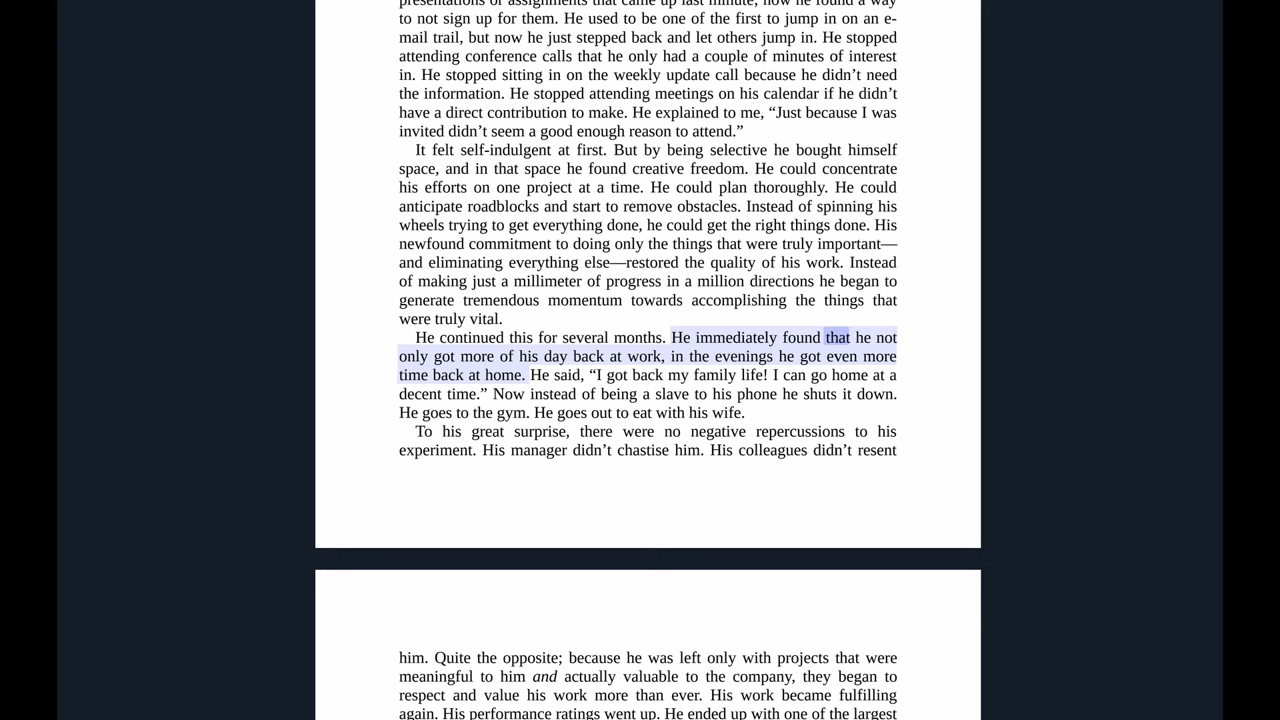 presentations or assignments that came up last minute, now he found a way
to not sign up for them. He used to be one of the first to jump in on an e-
mail trail, but now he just stepped back and let others jump in. He stopped
attending conference calls that he only had a couple of minutes of interest
in. He stopped sitting in on the weekly update call because he didn’t need
the information. He stopped attending meetings on his calendar if he didn’t
have a direct contribution to make. He explained to me, “Just because I was
invited didn’t seem a good enough reason to attend.”
It felt self-indulgent at first. But by being selective he bought himself
space, and in that space he found creative freedom. He could concentrate
his efforts on one project at a time. He could plan thoroughly. He could
anticipate roadblocks and start to remove obstacles. Instead of spinning his
wheels trying to get everything done, he could get the right things done. His
newfound commitment to doing only the things that were truly important—
and eliminating everything else—restored the quality of his work. Instead
of making just a millimeter of progress in a million directions he began to
generate tremendous momentum towards accomplishing the things that
were truly vital.
He continued this for several months. He immediately found that he not
only got more of his day back at work, in the evenings he got even more
time back at home. He said, “I got back my family life! I can go home at a
decent time.” Now instead of being a slave to his phone he shuts it down.
He goes to the gym. He goes out to eat with his wife.
To his great surprise, there were no negative repercussions to his
experiment. His manager didn’t chastise him. His colleagues didn’t resent
him. Quite the opposite; because he was left only with projects that were
meaningful to him and actually valuable to the company, they began to
respect and value his work more than ever. His work became fulfilling
again. His performance ratings went up. He ended up with one of the largest